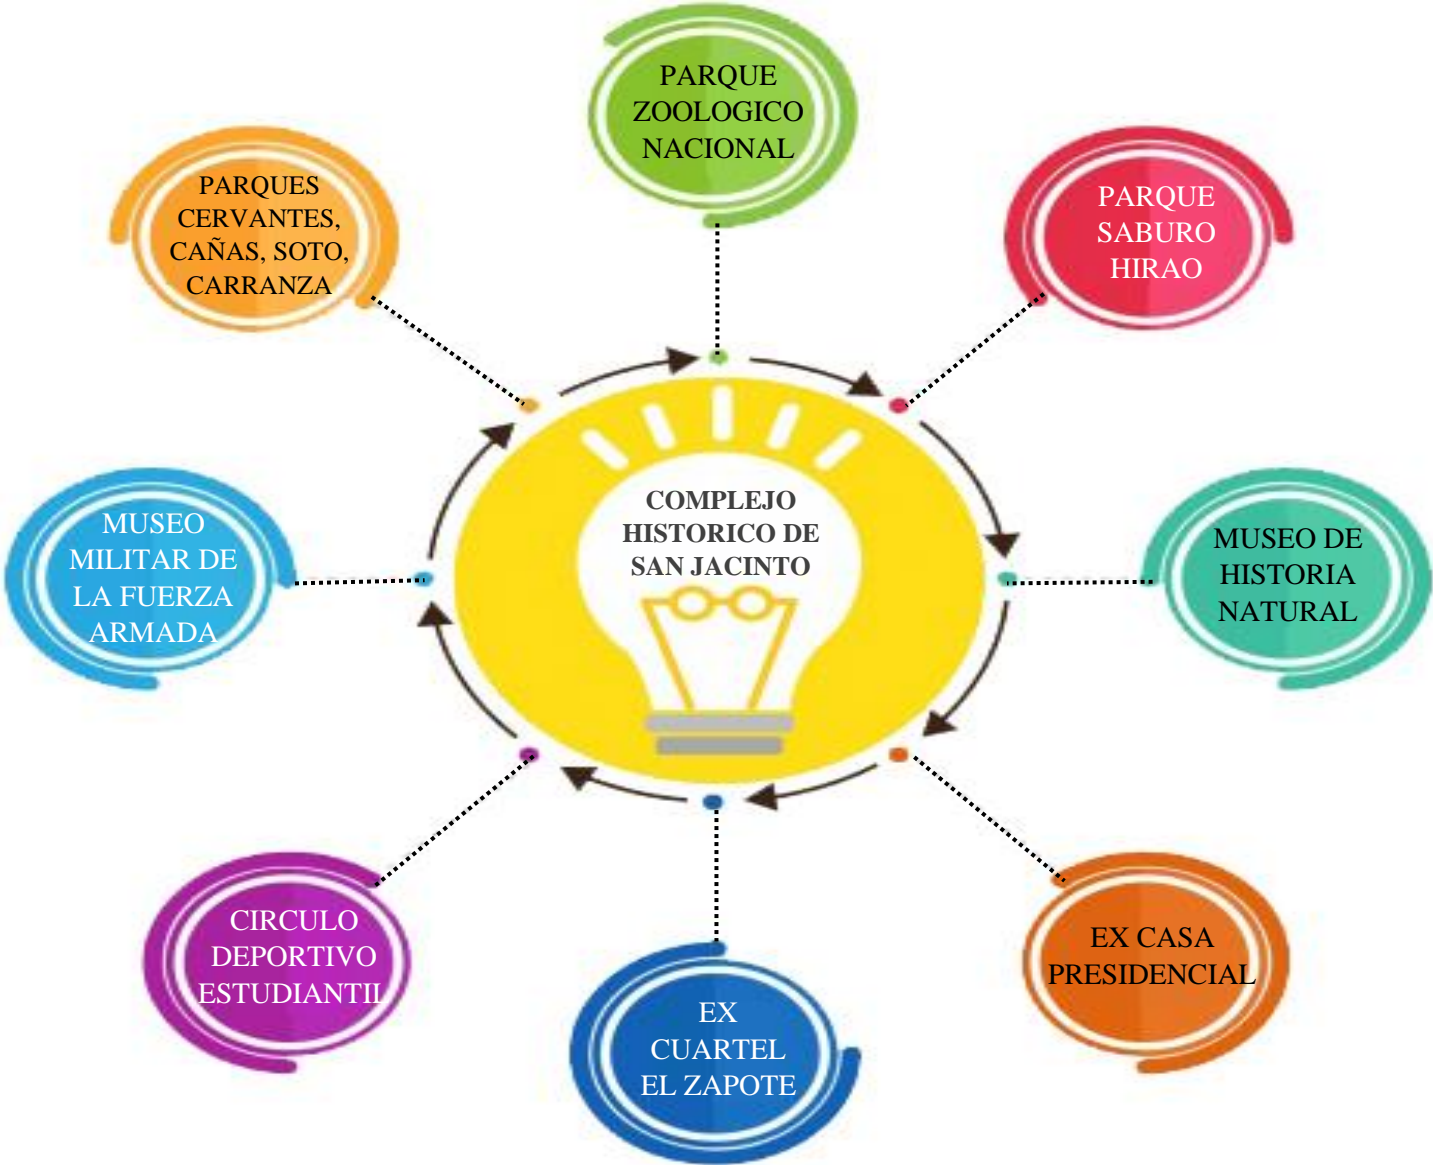 PARQUE
ZOOLOGICO
NACIONAL
PARQUES
CERVANTES,
CAÑAS, SOTO,
CARRANZA
PARQUE
SABURO
HIRAO
COMPLEJO
HISTORICO DE
SAN JACINTO
MUSEO
MILITAR DE
LA FUERZA
ARMADA
MUSEO DE
HISTORIA
NATURAL
CIRCULO
DEPORTIVO
ESTUDIANTIL
EX CASA
PRESIDENCIAL
EX
CUARTEL
EL ZAPOTE